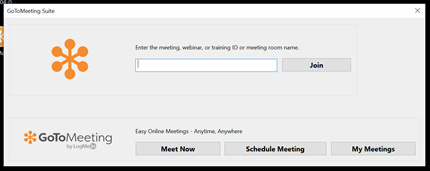 GoToMeeting Suite
Enter the meeting, webinar, or training ID or meeting room name.
Join
GoToMeeting
by LogMeIn
Easy Online Meetings - Anytime, Anywhere
Meet Now
Schedule Meeting
My Meetings